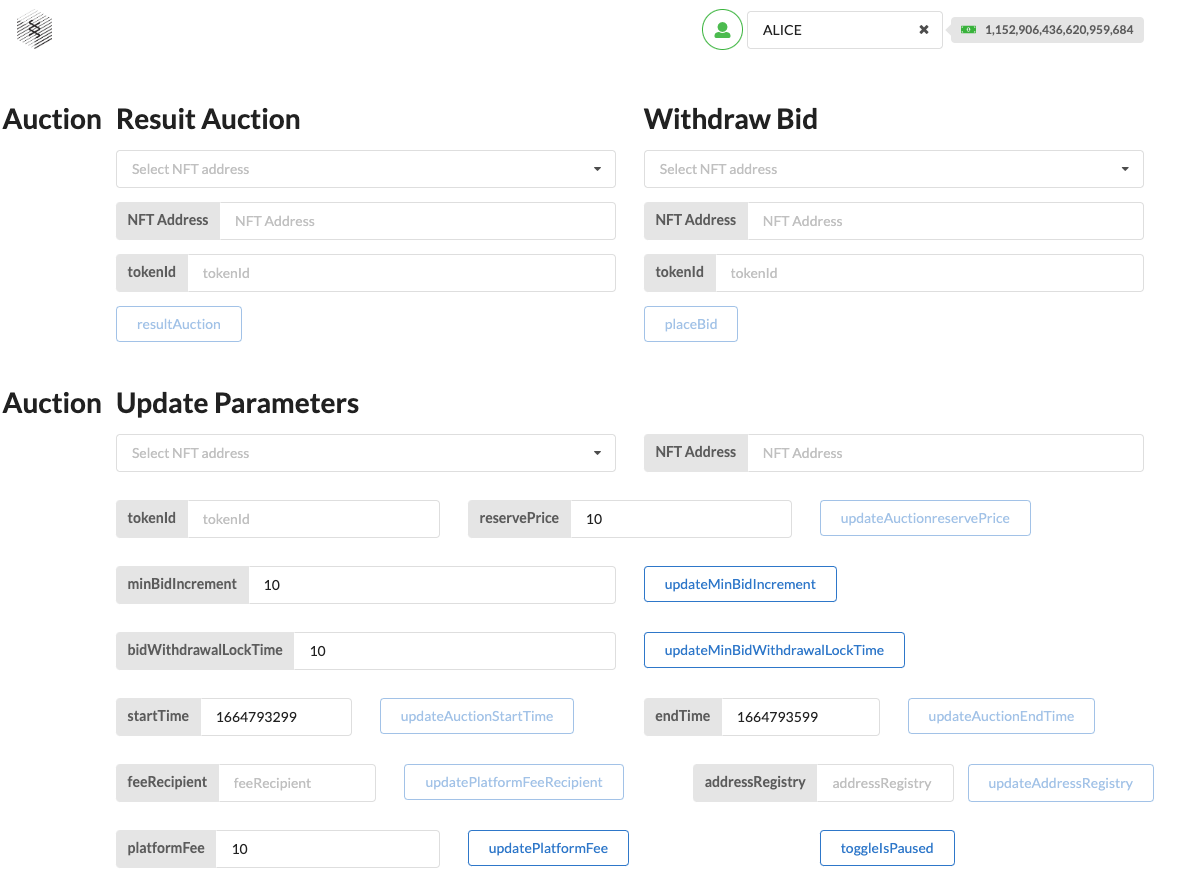 ALICE
1,152,906,436,620,959,684
Auction Resuit Auction
Withdraw Bid
Select NFT address
Select NFT address
NFT Address NFT Address
NFT Address NFT Address
tokenId tokenId
tokenId tokenId
resultAuction
placeBid
Auction Update Parameters
Select NFT address
NFT Address NFT Address
tokenId tokenId
reservePrice 10
updateAuctionreservePrice
minBidIncrement 10
updateMinBidIncrement
bidWithdrawalLockTime 10
updateMinBidWithdrawalLockTime
startTime 1664793299
updateAuctionStartTime
endTime 1664793599
updateAuctionEndTime
feeRecipient feeRecipient
updatePlatformFeeRecipient
addressRegistry addressRegistry
updateAddressRegistry
platformFee 10
updatePlatformFee
toggleIsPaused